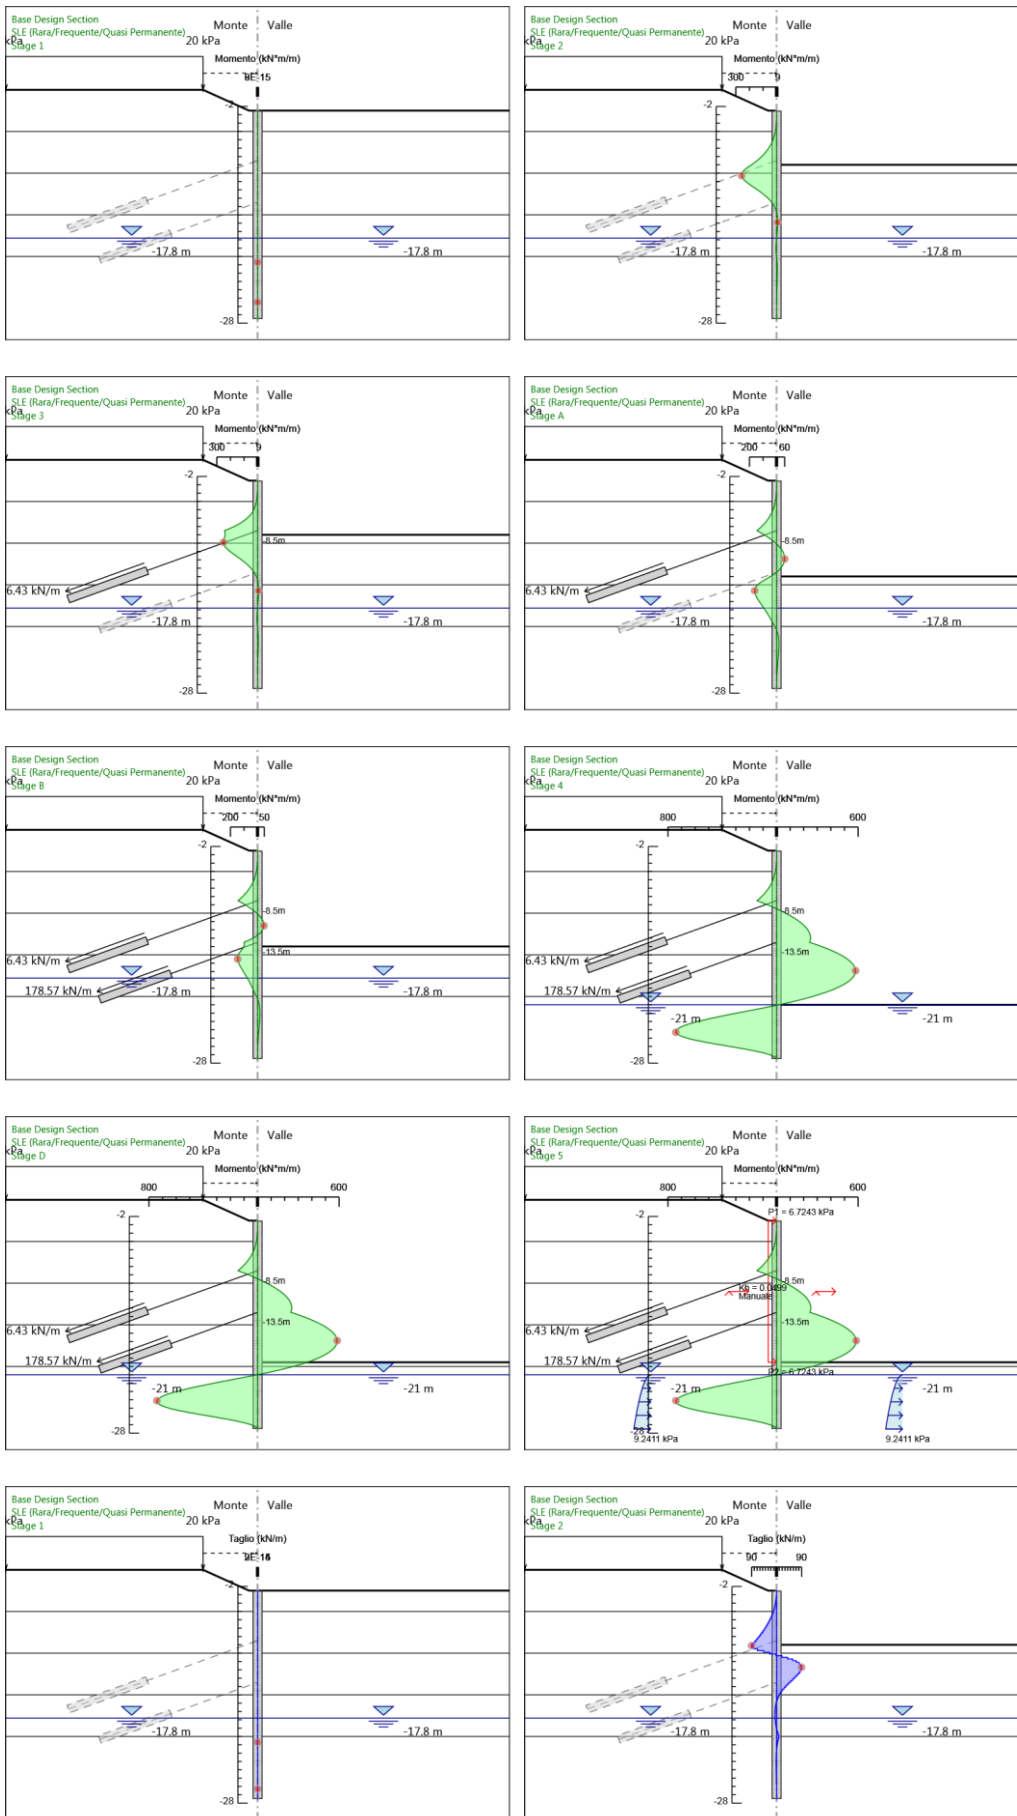 Base Design Section
SLE (Rara/Frequente/Quasi Permanente)
Stage 1
kPa
20 kPa
Monte
Valle
Momento (kN*m/m)
-2
-17.8 m
-17.8 m
-28
Base Design Section
SLE (Rara/Frequente/Quasi Permanente)
Stage 2
kPa
20 kPa
Monte
Valle
Momento (kN*m/m)
300
9
-2
-17.8 m
-17.8 m
-28
Base Design Section
SLE (Rara/Frequente/Quasi Permanente)
Stage 3
kPa
20 kPa
Monte
Valle
Momento (kN*m/m)
300
9
-2
-8.5m
6.43 kN/m
-17.8 m
-17.8 m
-28
Base Design Section
SLE (Rara/Frequente/Quasi Permanente)
Stage A
kPa
20 kPa
Monte
Valle
Momento (kN*m/m)
200
60
-2
-8.5m
6.43 kN/m
-17.8 m
-17.8 m
-28
Base Design Section
SLE (Rara/Frequente/Quasi Permanente)
Stage B
kPa
20 kPa
Monte
Valle
Momento (kN*m/m)
200
50
-2
-8.5m
-13.5m
6.43 kN/m
178.57 kN/m
-17.8 m
-17.8 m
-28
Base Design Section
SLE (Rara/Frequente/Quasi Permanente)
Stage 4
kPa
20 kPa
Monte
Valle
Momento (kN*m/m)
800
600
-2
-8.5m
-13.5m
6.43 kN/m
178.57 kN/m
-21 m
-21 m
-28
Base Design Section
SLE (Rara/Frequente/Quasi Permanente)
Stage D
kPa
20 kPa
Monte
Valle
Momento (kN*m/m)
800
600
-2
-8.5m
-13.5m
6.43 kN/m
178.57 kN/m
-21 m
-21 m
-28
Base Design Section
SLE (Rara/Frequente/Quasi Permanente)
Stage 5
kPa
20 kPa
Monte
Valle
Momento (kN*m/m)
800
600
P1 = 6.7243 kPa
-2
-8.5m
Kh = 0.0499
Manuale
-13.5m
6.43 kN/m
178.57 kN/m
P2 = 6.7243 kPa
-21 m
-21 m
-28
9.2411 kPa
9.2411 kPa
Base Design Section
SLE (Rara/Frequente/Quasi Permanente)
Stage 1
kPa
20 kPa
Monte
Valle
Taglio (kN/m)
-2
-17.8 m
-17.8 m
-28
Base Design Section
SLE (Rara/Frequente/Quasi Permanente)
Stage 2
kPa
20 kPa
Monte
Valle
Taglio (kN/m)
90
90
-2
-17.8 m
-17.8 m
-28